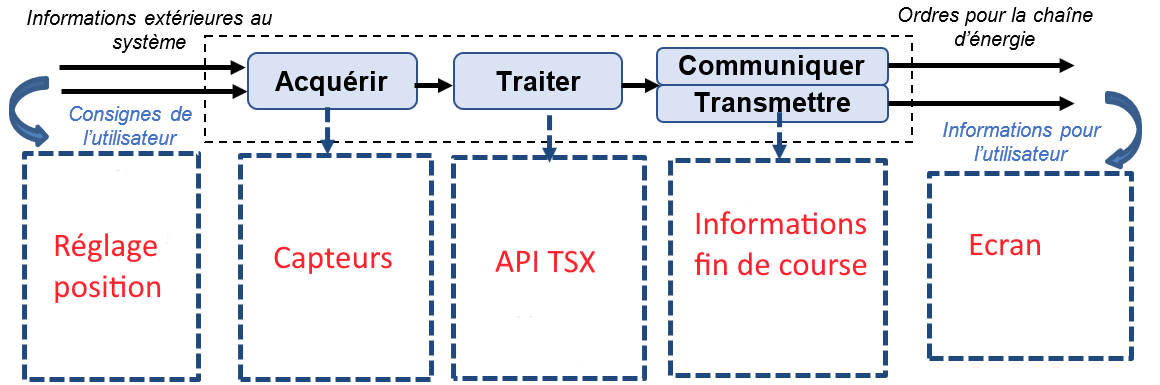 Informations extérieures au
système
Ordres pour la chaîne
d’énergie
Acquérir
Traiter
Communiquer
Transmettre
Consignes de
l’utilisateur
Informations pour
l’utilisateur
Réglage
position
Capteurs
API TSX
Informations
fin de course
Ecran